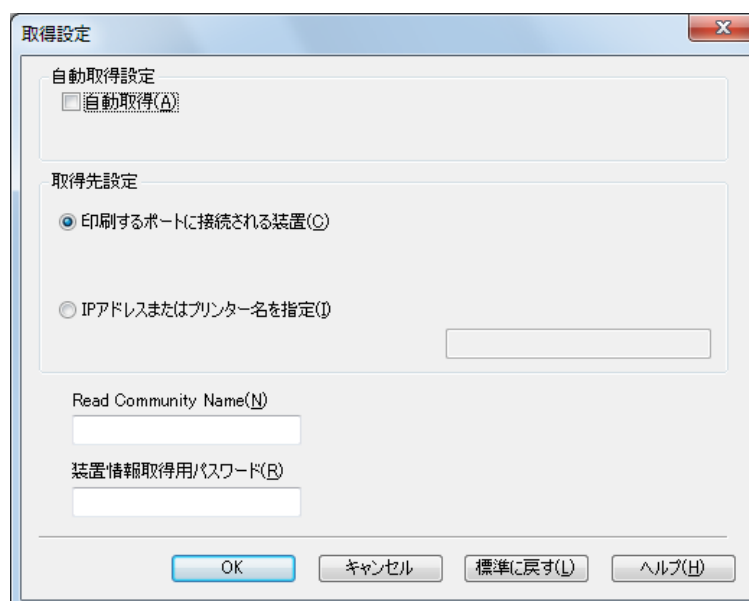 取得設定
自動取得設定
自動取得(A)
取得先設定
印刷するポートに接続される装置(C)
IPアドレスまたはプリンター名を指定(I)
Read Community Name(N)
装置情報取得用パスワード(R)
OK キャンセル 標準に戻す(L) ヘルプ(H)